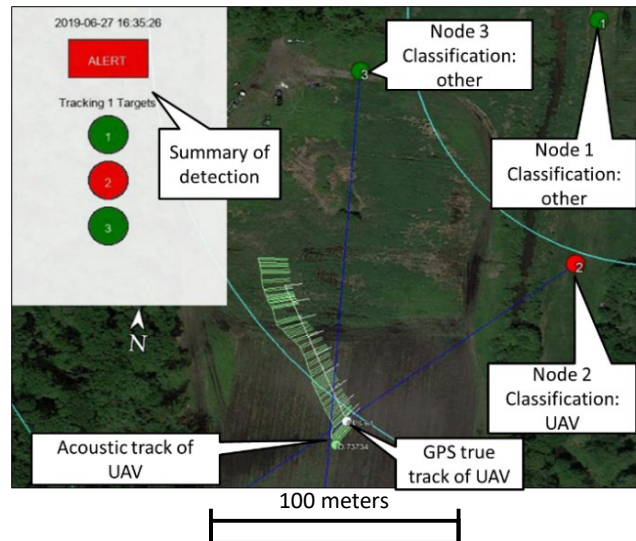 2019-06-27 16:35:26
ALERT
Tracking 1 Targets
1
2
3
Summary of
detection
N
3
Node 3
Classification:
other
1
Node 1
Classification:
other
2
Node 2
Classification:
UAV
Acoustic track of
UAV
GPS true
track of UAV
100 meters